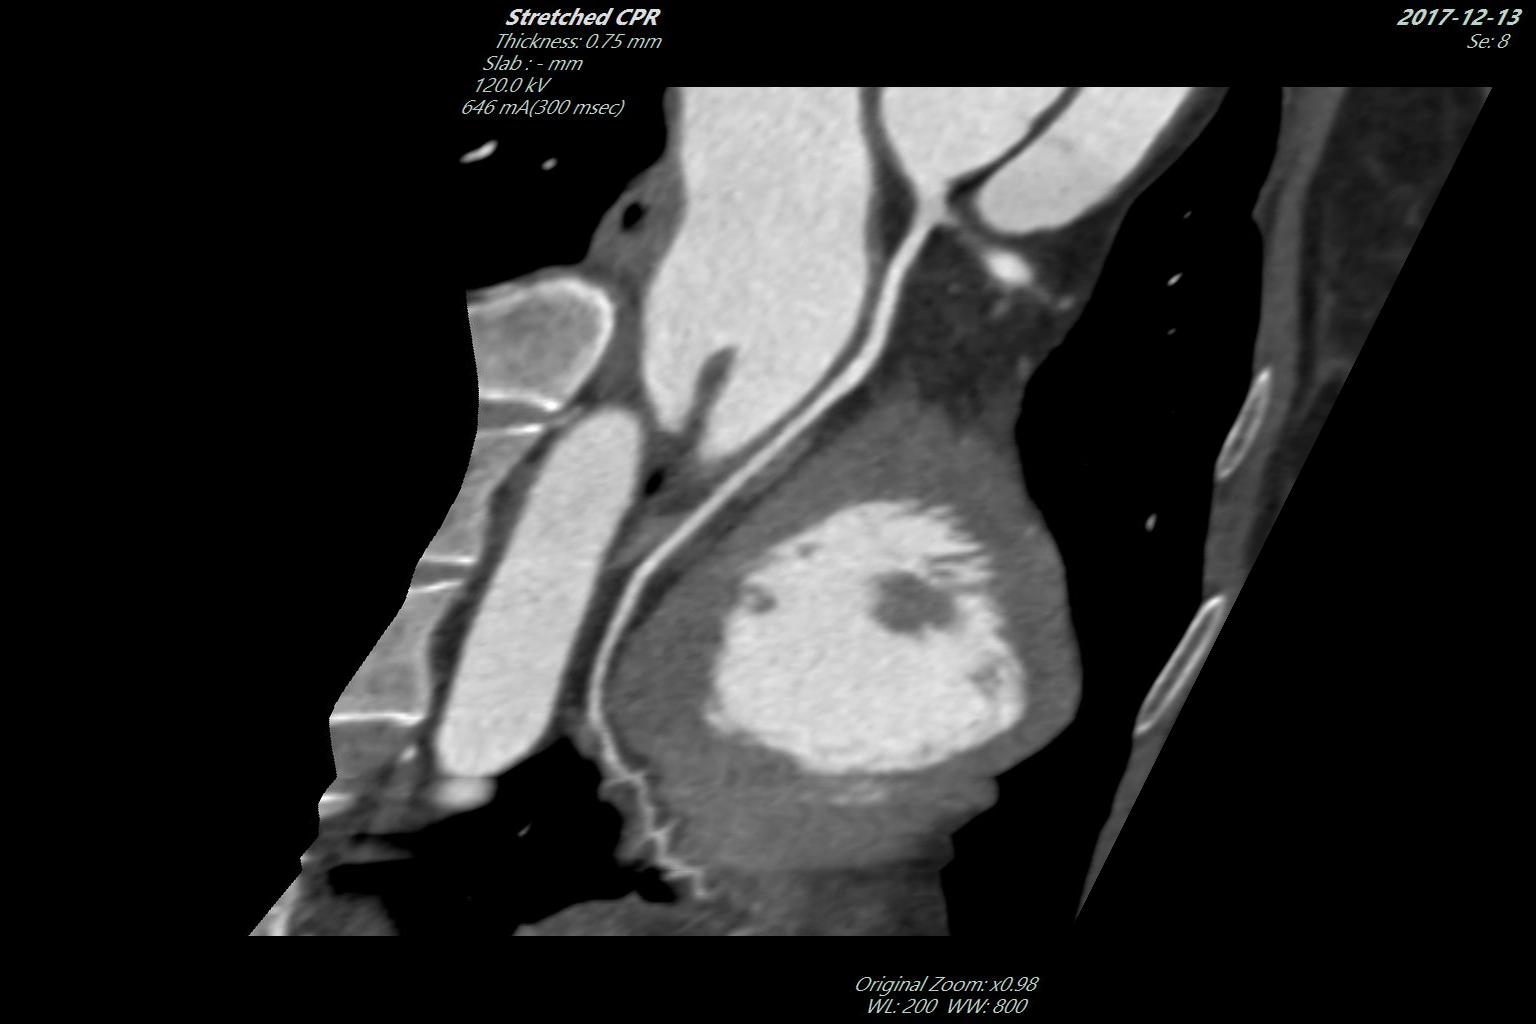 Stretched CPR
Thickness: 0.75 mm
Slab : - mm
120.0 kV
646 mA(300 msec)
2017-12-13
Se: 8
Original Zoom: x0.98
WL: 200 WW: 800